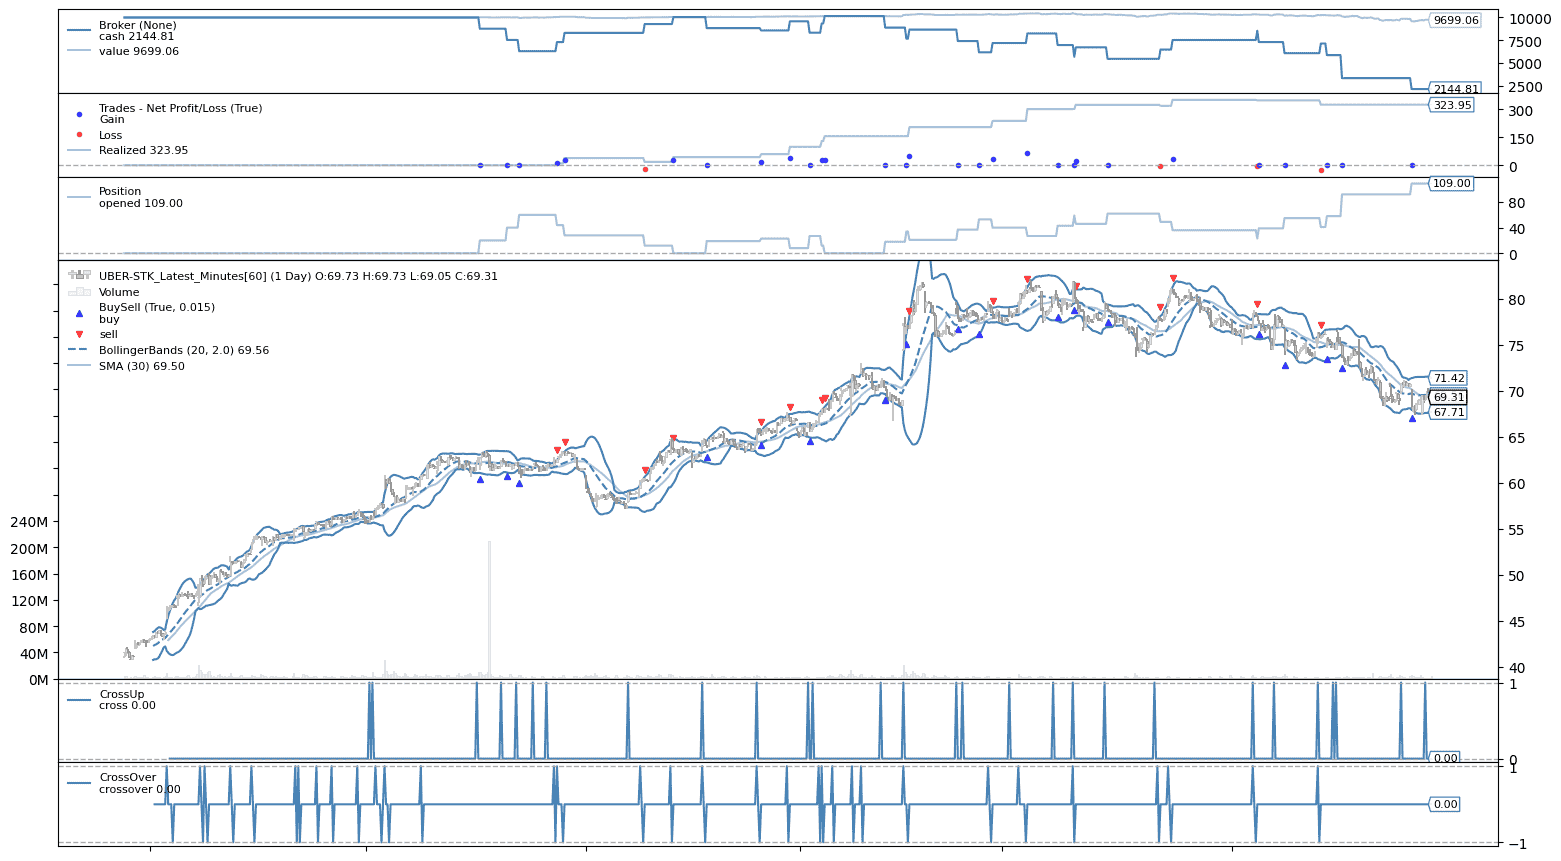 Broker (None)
cash 2144.81
value 9699.06
9699.06
2144.81
10000
7500
5000
2500
Trades - Net Profit/Loss (True)
Gain
Loss
Realized 323.95
323.95
300
150
0
Position
opened 109.00
109.00
80
40
0
UBER-STK_Latest_Minutes[60] (1 Day) O:69.73 H:69.73 L:69.05 C:69.31
Volume
BuySell (True, 0.015)
buy
sell
BollingerBands (20, 2.0) 69.56
SMA (30) 69.50
71.42
69.31
67.71
80
75
70
65
60
55
50
45
40
240M
200M
160M
120M
80M
40M
0M
CrossUp
cross 0.00
0.00
1
0
CrossOver
crossover 0.00
0.00
1
−1